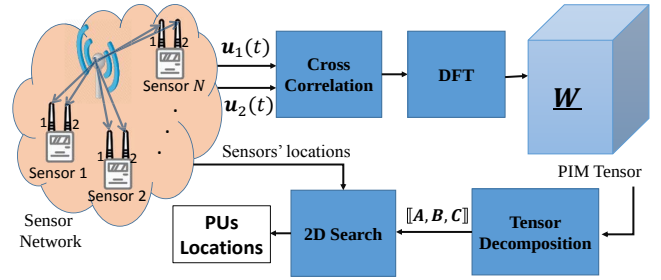 1 2
Sensor N
1 2
Sensor 1
1 2
Sensor 2
Sensor
Network
u₁(t)
u₂(t)
Cross
Correlation
DFT
W
PIM Tensor
Sensors' locations
Tensor
Decomposition
⟦A, B, C⟧
2D Search
PUs
Locations